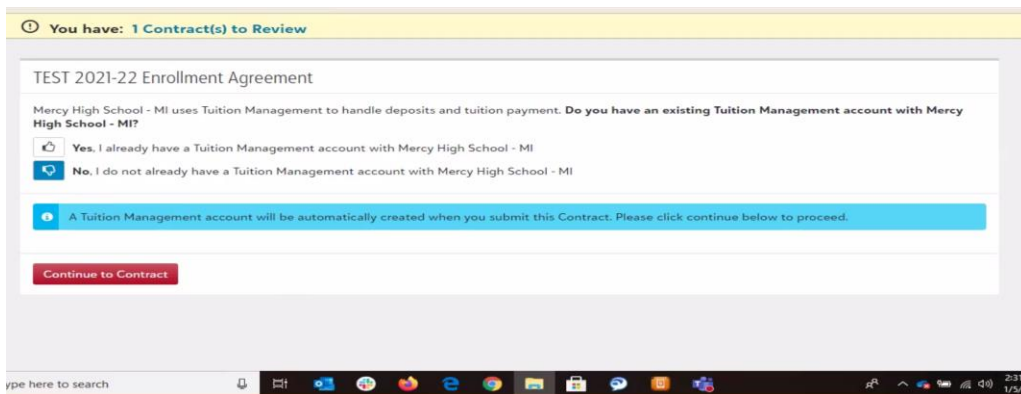 You have: 1 Contract(s) to Review
TEST 2021-22 Enrollment Agreement
Mercy High School - MI uses Tuition Management to handle deposits and tuition payment. Do you have an existing Tuition Management account with Mercy
High School - MI?
Yes, I already have a Tuition Management account with Mercy High School - MI
No, I do not already have a Tuition Management account with Mercy High School - MI
A Tuition Management account will be automatically created when you submit this Contract. Please click continue below to proceed.
Continue to Contract
ype here to search
2:31
1/5/